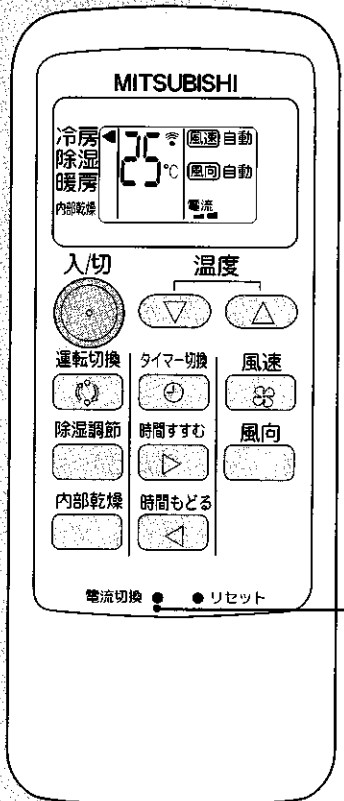 MITSUBISHI
冷房 25℃ 風速 自動
除湿
暖房 風向 自動
内部乾燥 電流
入/切 温度
運転切換 タイマー切換 風速
除湿調節 時間すすむ 風向
内部乾燥 時間もどる
電流切換 リセット